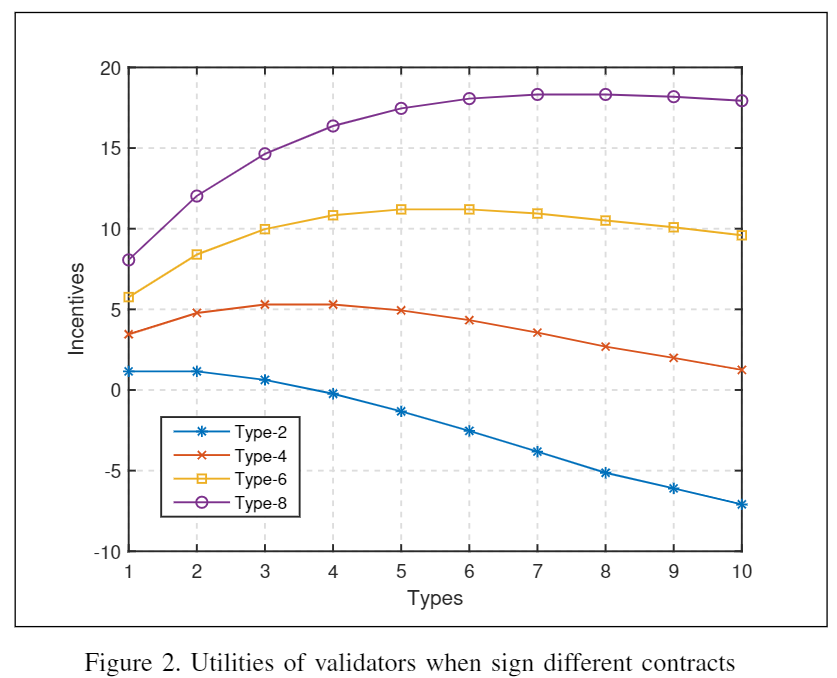 20
15
10
5
0
-5
-10
Incentives
Type-2
Type-4
Type-6
Type-8
1 2 3 4 5 6 7 8 9 10
Types
Figure 2. Utilities of validators when sign different contracts